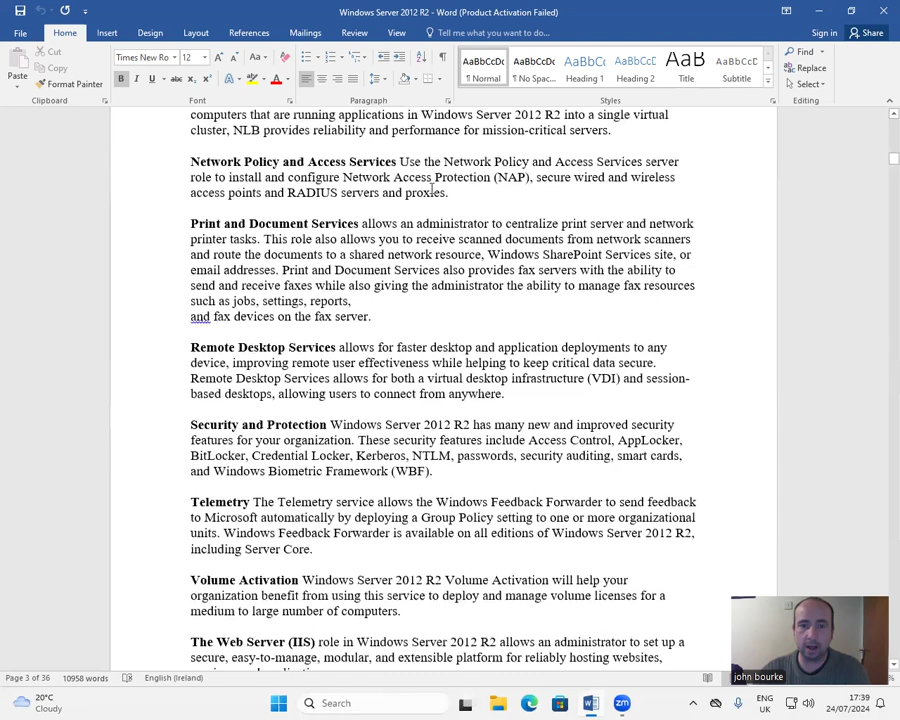 Windows Server 2012 R2 - Word (Product Activation Failed)
File Home Insert Design Layout References Mailings Review View Tell me what you want to do... Sign in Share
Paste Cut Copy Format Painter
Clipboard
Times New Ro 12 Aa
B I U abc X₂ X² A A
Font
Paragraph
AaBbCcDc AaBbCcDc AaBbCc AaBbCcC AaB AaBbCcC
¶ Normal ¶ No Spac... Heading 1 Heading 2 Title Subtitle
Styles
Find
Replace
Select
Editing
computers that are running applications in Windows Server 2012 R2 into a single virtual
cluster, NLB provides reliability and performance for mission-critical servers.
Network Policy and Access Services Use the Network Policy and Access Services server
role to install and configure Network Access Protection (NAP), secure wired and wireless
access points and RADIUS servers and proxies.
Print and Document Services allows an administrator to centralize print server and network
printer tasks. This role also allows you to receive scanned documents from network scanners
and route the documents to a shared network resource, Windows SharePoint Services site, or
email addresses. Print and Document Services also provides fax servers with the ability to
send and receive faxes while also giving the administrator the ability to manage fax resources
such as jobs, settings, reports,
and fax devices on the fax server.
Remote Desktop Services allows for faster desktop and application deployments to any
device, improving remote user effectiveness while helping to keep critical data secure.
Remote Desktop Services allows for both a virtual desktop infrastructure (VDI) and session-
based desktops, allowing users to connect from anywhere.
Security and Protection Windows Server 2012 R2 has many new and improved security
features for your organization. These security features include Access Control, AppLocker,
BitLocker, Credential Locker, Kerberos, NTLM, passwords, security auditing, smart cards,
and Windows Biometric Framework (WBF).
Telemetry The Telemetry service allows the Windows Feedback Forwarder to send feedback
to Microsoft automatically by deploying a Group Policy setting to one or more organizational
units. Windows Feedback Forwarder is available on all editions of Windows Server 2012 R2,
including Server Core.
Volume Activation Windows Server 2012 R2 Volume Activation will help your
organization benefit from using this service to deploy and manage volume licenses for a
medium to large number of computers.
The Web Server (IIS) role in Windows Server 2012 R2 allows an administrator to set up a
secure, easy-to-manage, modular, and extensible platform for reliably hosting websites,
john bourke
Page 3 of 36 10958 words English (Ireland)
20°C
Cloudy
Search
ENG
UK
17:39
24/07/2024